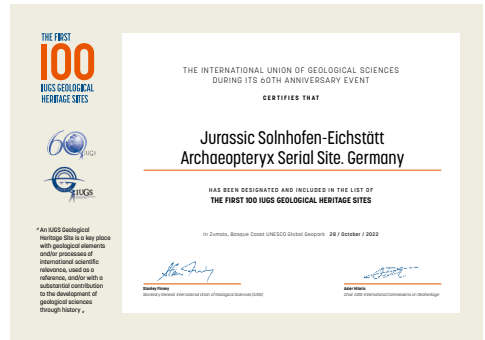 THE FIRST
100
IUGS GEOLOGICAL
HERITAGE SITES
60 IUGS
IUGS
“An IUGS Geological
Heritage Site is a key place
with geological elements
and/or processes of
international scientific
relevance, used as a
reference, and/or with a
substantial contribution
to the development of
geological sciences
through history„
THE INTERNATIONAL UNION OF GEOLOGICAL SCIENCES
DURING ITS 60TH ANNIVERSARY EVENT
CERTIFIES THAT
Jurassic Solnhofen-Eichstätt
Archaeopteryx Serial Site. Germany
HAS BEEN DESIGNATED AND INCLUDED IN THE LIST OF
THE FIRST 100 IUGS GEOLOGICAL HERITAGE SITES
In Zumaia, Basque Coast UNESCO Global Geopark 28 / October / 2022
Stanley Finney
Secretary General International Union of Geological Sciences (IUGS)
Asier Hilario
Chair IUGS-International Commission on Geoheritage